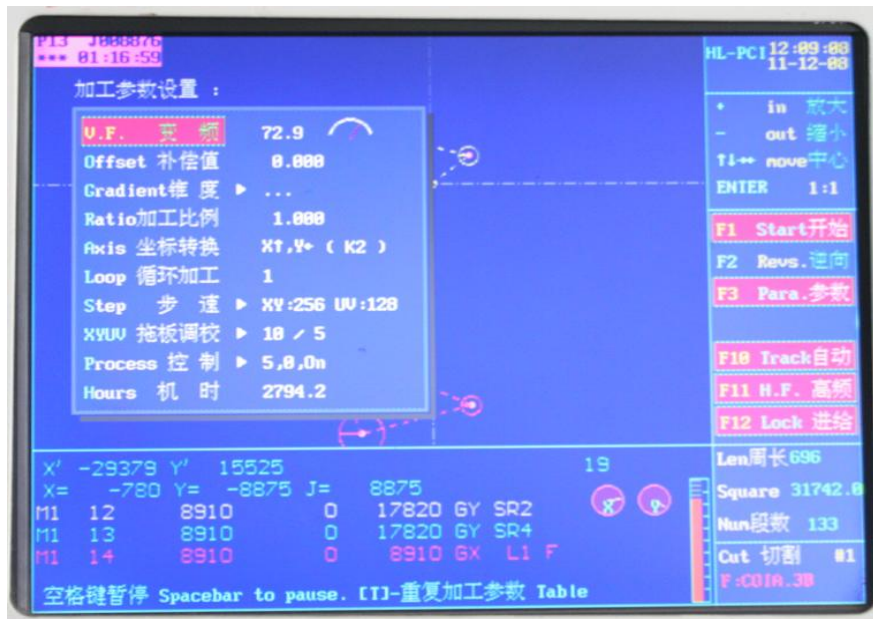 P13 J008876
*** 01:16:59
加工参数设置 :
V.F. 变 频 72.9
Offset 补偿值 0.000
Gradient锥 度 ▶ ...
Ratio加工比例 1.000
Axis 坐标转换 X↑,Y← ( K2 )
Loop 循环加工 1
Step 步 速 ▶ XY:256 UV:128
XYUV 拖板调校 ▶ 10 / 5
Process 控 制 ▶ 5,0,On
Hours 机 时 2794.2
HL-PCI 12:09:08
11-12-08
+ in 放大
- out 缩小
↑↓←→ move中心
ENTER 1:1
F1 Start开始
F2 Revs.逆向
F3 Para.参数
F10 Track自动
F11 H.F. 高频
F12 Lock 进给
X' -29379 Y' 15525 19
X= -780 Y= -8875 J= 8875
M1 12 8910 0 17820 GY SR2
M1 13 8910 0 17820 GY SR4
M1 14 8910 0 8910 GX L1 F
X Y
空格键暂停 Spacebar to pause. [T]-重复加工参数 Table
Len周长696
Square 31742.0
Num段数 133
Cut 切割 01
F:COIA.3B